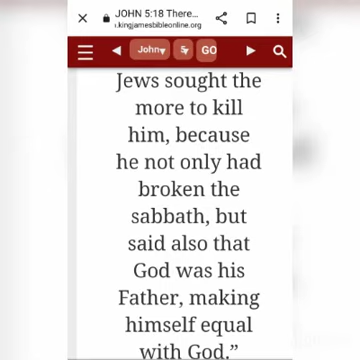 JOHN 5:18 There...
kingjamesbibleonline.org
John
5
GO
Jews sought the
more to kill
him, because
he not only had
broken the
sabbath, but
said also that
God was his
Father, making
himself equal
with God.”